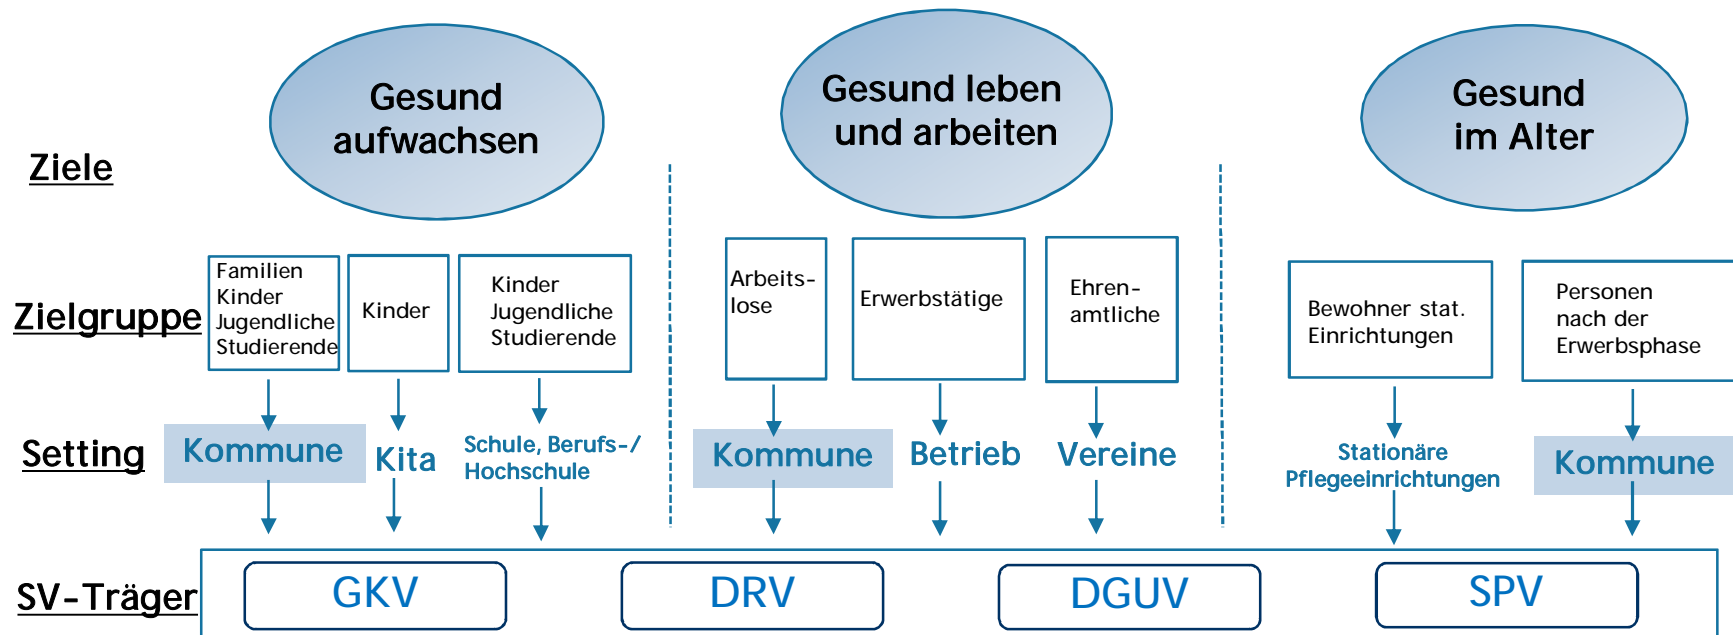 Ziele
Gesund
aufwachsen
Gesund leben
und arbeiten
Gesund
im Alter
Zielgruppe
Familien
Kinder
Jugendliche
Studierende
Kinder
Kinder
Jugendliche
Studierende
Arbeits-
lose
Erwerbstätige
Ehren-
amtliche
Bewohner stat.
Einrichtungen
Personen
nach der
Erwerbsphase
Setting
Kommune
Kita
Schule, Berufs-/
Hochschule
Kommune
Betrieb
Vereine
Stationäre
Pflegeeinrichtungen
Kommune
SV-Träger
GKV
DRV
DGUV
SPV